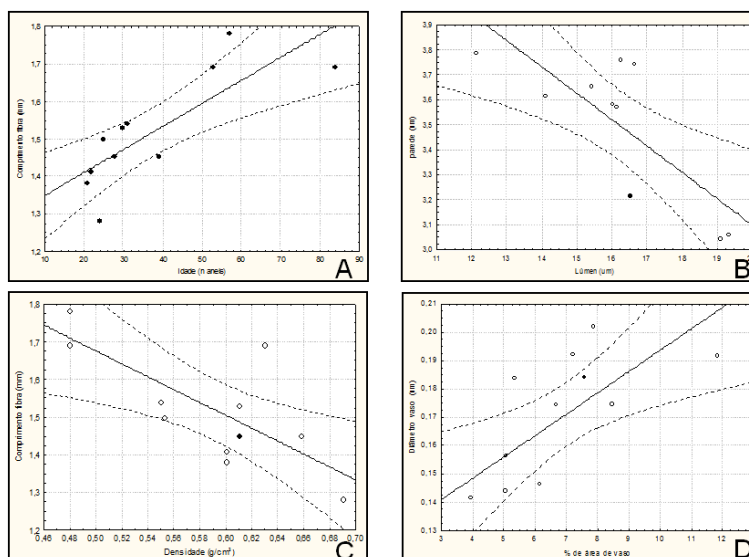 Comprimento fibra (mm)
1,8
1,7
1,6
1,5
1,4
1,3
1,2
10 20 30 40 50 60 70 80 90
Idade (n aneis)
A
parede (um)
3,9
3,8
3,7
3,6
3,5
3,4
3,3
3,2
3,1
3,0
11 12 13 14 15 16 17 18 19
Lúmen (um)
B
Comprimento fibra (mm)
1,8
1,7
1,6
1,5
1,4
1,3
1,2
0,46 0,48 0,50 0,52 0,54 0,56 0,58 0,60 0,62 0,64 0,66 0,68 0,70
Densidade (g/cm³)
C
Diâmetro vaso
0,21
0,20
0,19
0,18
0,17
0,16
0,15
0,14
0,13
3 4 5 6 7 8 9 10 11 12
% de área de vaso
D